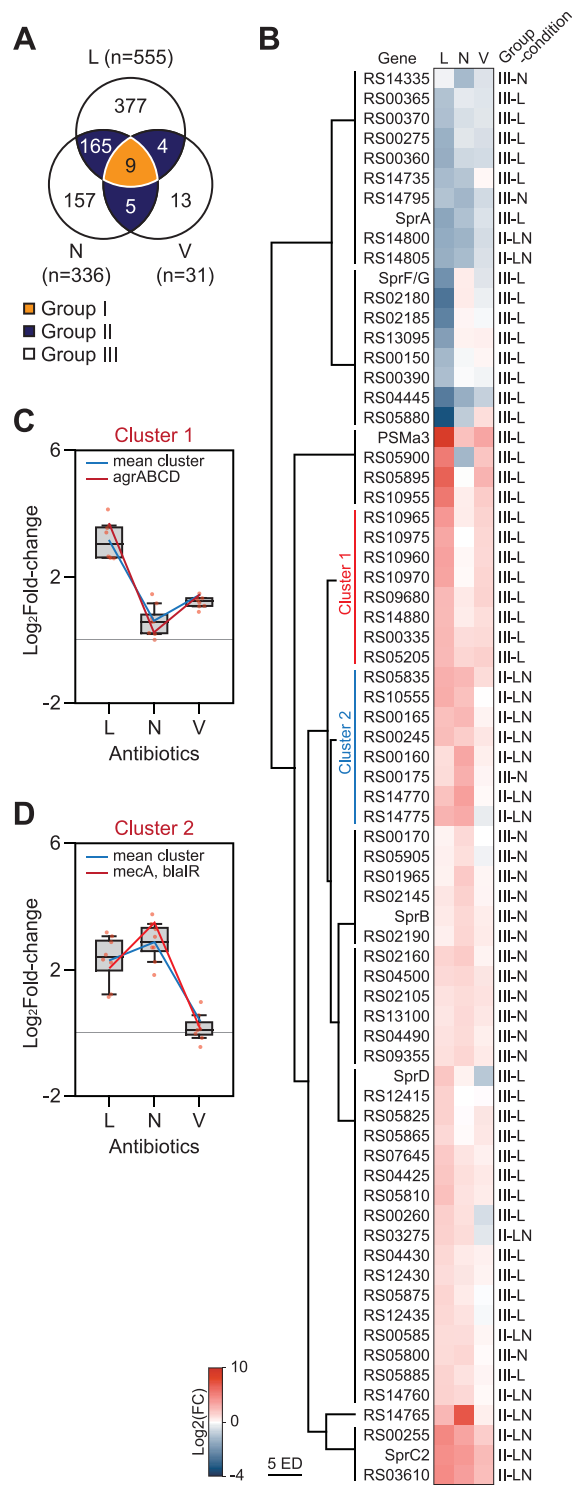 A
L (n=555)
377
165
4
9
157
5
13
N
V
(n=336)
(n=31)
Group I
Group II
Group III
C
Cluster 1
6
mean cluster
agrABCD
2
Log₂Fold-change
-2
L
N
V
Antibiotics
D
Cluster 2
6
mean cluster
mecA, blaIR
2
Log₂Fold-change
-2
L
N
V
Antibiotics
B
Gene L N V Group -condition
RS14335 III-N
RS00365 III-L
RS00370 III-L
RS00275 III-L
RS00360 III-L
RS14735 III-L
RS14795 III-N
SprA III-L
RS14800 II-LN
RS14805 II-LN
SprF/G III-L
RS02180 III-L
RS02185 III-L
RS13095 III-L
RS00150 III-L
RS00390 III-L
RS04445 III-L
RS05880 III-L
PSMa3 III-L
RS05900 III-L
RS05895 III-L
RS10955 III-L
Cluster 1
RS10965 III-L
RS10975 III-L
RS10960 III-L
RS10970 III-L
RS09680 III-L
RS14880 III-L
RS00335 III-L
RS05205 III-L
Cluster 2
RS05835 II-LN
RS10555 II-LN
RS00165 II-LN
RS00245 II-LN
RS00160 II-LN
RS00175 III-N
RS14770 II-LN
RS14775 II-LN
RS00170 III-N
RS05905 III-N
RS01965 III-N
RS02145 III-N
SprB III-N
RS02190 III-N
RS02160 III-N
RS04500 III-N
RS02105 III-N
RS13100 III-N
RS04490 III-N
RS09355 III-N
SprD III-L
RS12415 III-L
RS05825 III-L
RS05865 III-L
RS07645 III-L
RS04425 III-L
RS05810 III-L
RS00260 III-L
RS03275 II-LN
RS04430 III-L
RS12430 III-L
RS05875 III-L
RS12435 III-L
RS00585 II-LN
RS05800 III-N
RS05885 III-L
RS14760 II-LN
RS14765 II-LN
RS00255 II-LN
SprC2 II-LN
RS03610 II-LN
Log2(FC)
10
0
-4
5 ED